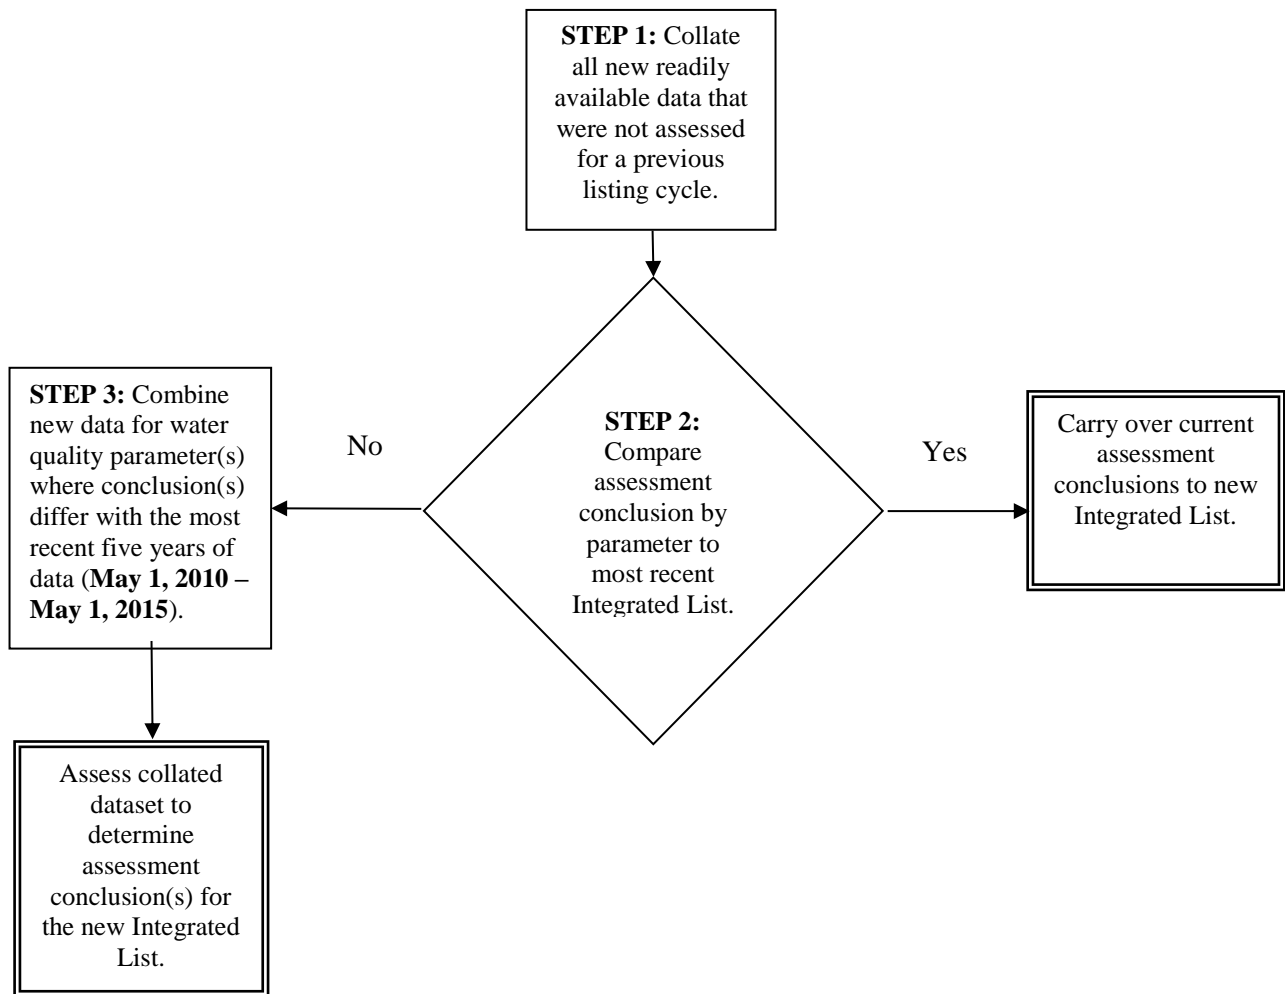 STEP 1: Collate
all new readily
available data that
were not assessed
for a previous
listing cycle.
STEP 3: Combine
new data for water
quality parameter(s)
where conclusion(s)
differ with the most
recent five years of
data (May 1, 2010 –
May 1, 2015).
No
STEP 2:
Compare
assessment
conclusion by
parameter to
most recent
Integrated List.
Yes
Carry over current
assessment
conclusions to new
Integrated List.
Assess collated
dataset to
determine
assessment
conclusion(s) for
the new Integrated
List.